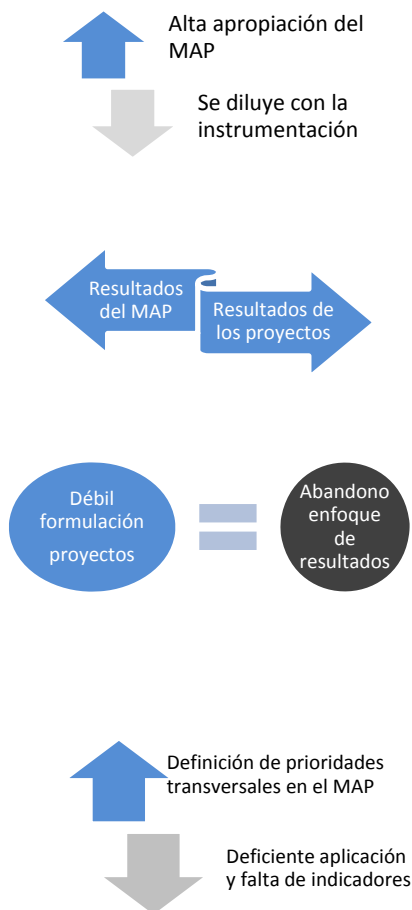 Alta apropiación del
MAP
Se diluye con la
instrumentación
Resultados
del MAP
Resultados de
los proyectos
Débil
formulación
proyectos
Abandono
enfoque
de
resultados
Definición de prioridades
transversales en el MAP
Deficiente aplicación
y falta de indicadores